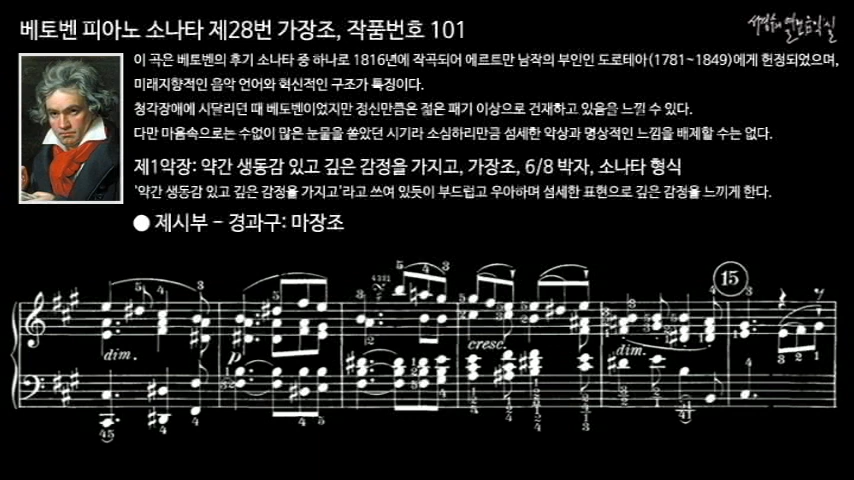 베토벤 피아노 소나타 제28번 가장조, 작품번호 101
이 곡은 베토벤의 후기 소나타 중 하나로 1816년에 작곡되어 에르트만 남작의 부인인 도로테아(1781~1849)에게 헌정되었으며,
미래지향적인 음악 언어와 혁신적인 구조가 특징이다.
청각장애에 시달리던 때 베토벤이었지만 정신만큼은 젊은 패기 이상으로 건재하고 있음을 느낄 수 있다.
다만 마음속으로는 수없이 많은 눈물을 쏟았던 시기라 소심하리만큼 섬세한 악상과 명상적인 느낌을 배제할 수는 없다.
제1악장: 약간 생동감 있고 깊은 감정을 가지고, 가장조, 6/8 박자, 소나타 형식
'약간 생동감 있고 깊은 감정을 가지고'라고 쓰여 있듯이 부드럽고 우아하며 섬세한 표현으로 깊은 감정을 느끼게 한다.
● 제시부 - 경과구: 마장조
15
dim.
p
cresc.
dim.